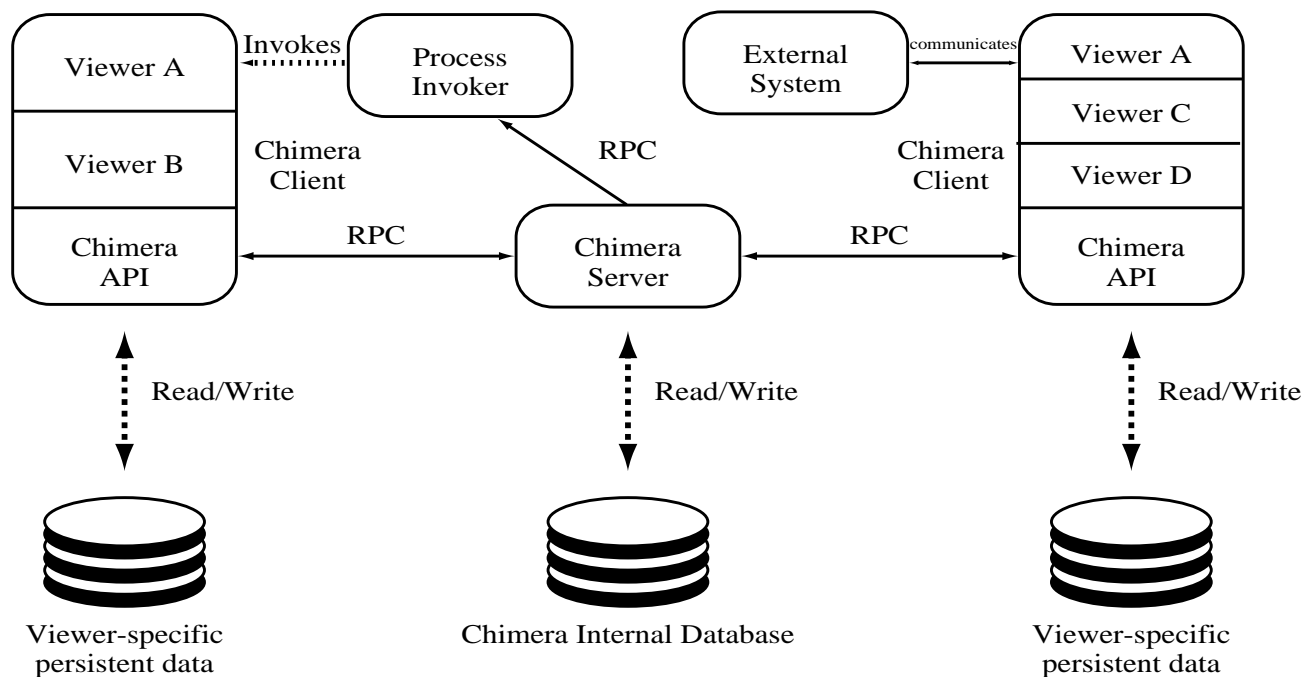 Viewer A
Invokes
Process
Invoker
External
System
communicates
Viewer A
Viewer C
Viewer B
Chimera
Client
RPC
Chimera
Client
Viewer D
Chimera
API
RPC
Chimera
Server
RPC
Chimera
API
Read/Write
Read/Write
Read/Write
Viewer-specific
persistent data
Chimera Internal Database
Viewer-specific
persistent data